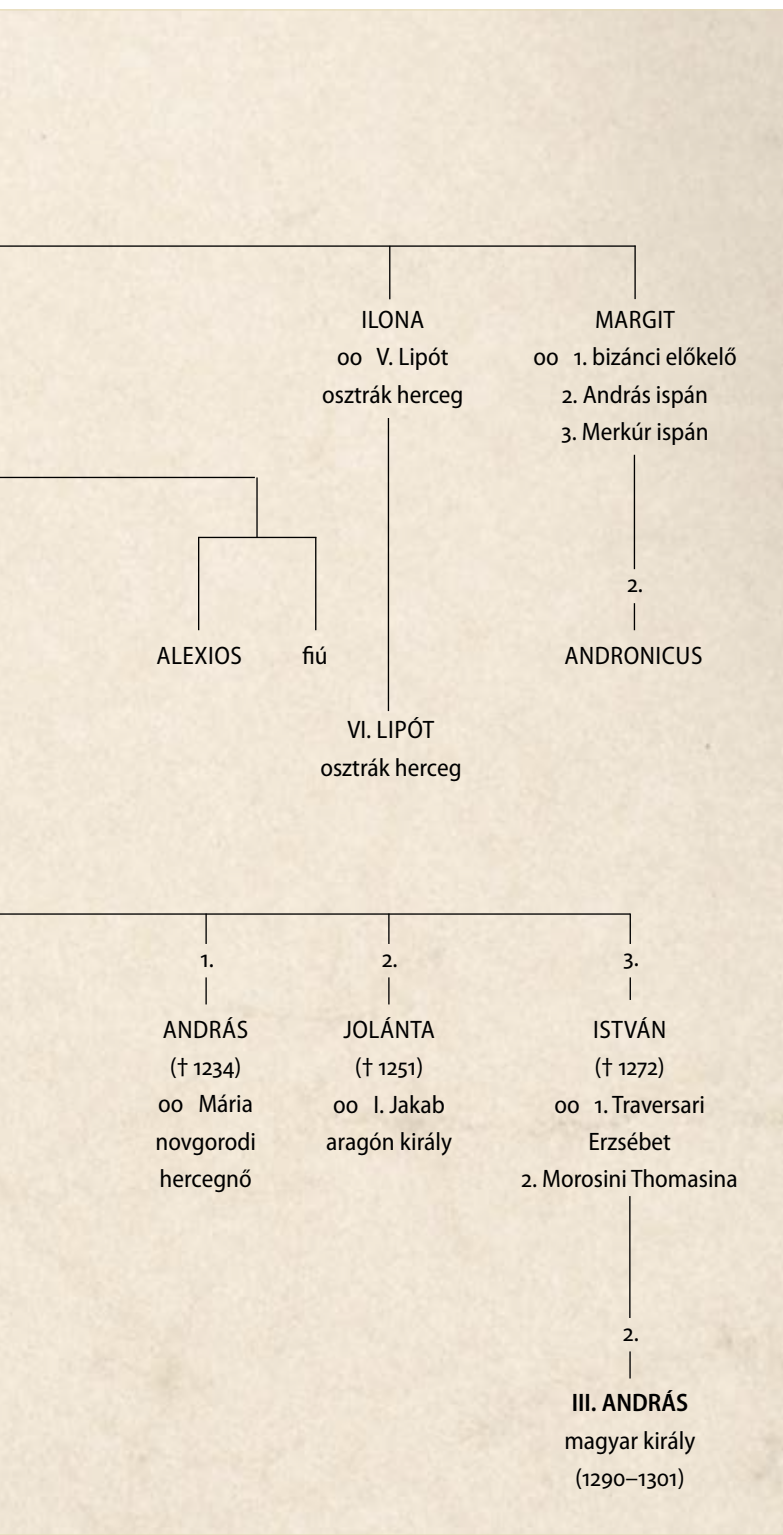 ILONA
oo V. Lipót
osztrák herceg
MARGIT
oo 1. bizánci előkelő
2. András ispán
3. Merkúr ispán
2.
ALEXIOS
fiú
ANDRONICUS
VI. LIPÓT
osztrák herceg
1.
ANDRÁS
(† 1234)
oo Mária
novgorodi
hercegnő
2.
JOLÁNTA
(† 1251)
oo I. Jakab
aragón király
3.
ISTVÁN
(† 1272)
oo 1. Traversari
Erzsébet
2. Morosini Thomasina
2.
III. ANDRÁS
magyar király
(1290–1301)